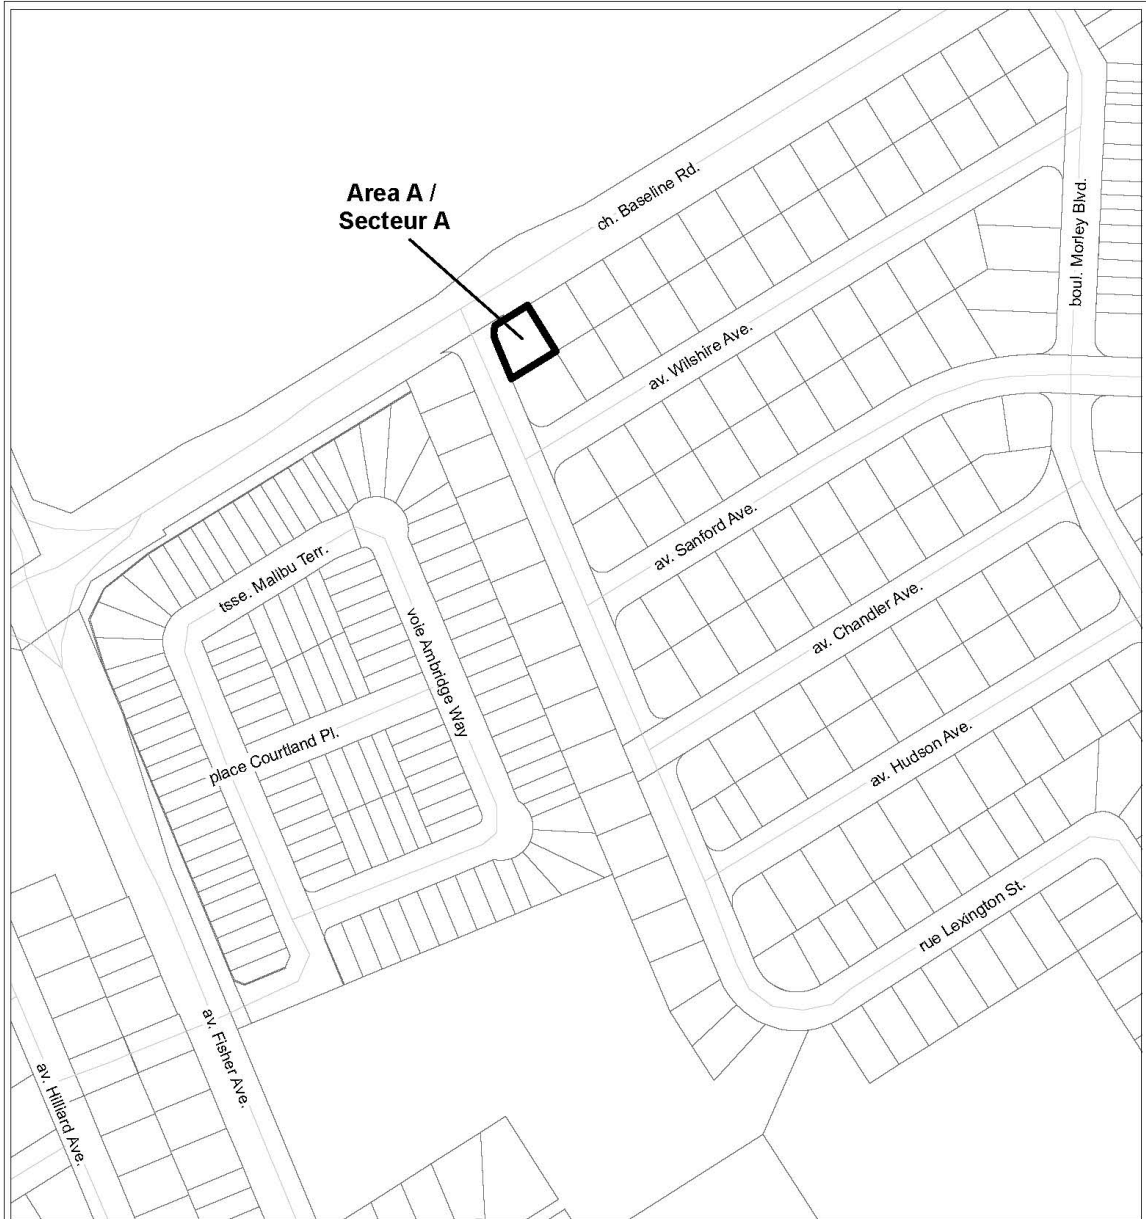 Area A /
Secteur A
ch. Baseline Rd.
boul. Morley Blvd.
av. Wilshire Ave.
av. Sanford Ave.
tsse. Malibu Terr.
av. Chandler Ave.
voie Ambridge Way
place Courtland Pl.
av. Hudson Ave.
rue Lexington St.
av. Fisher Ave.
av. Hilliard Ave.